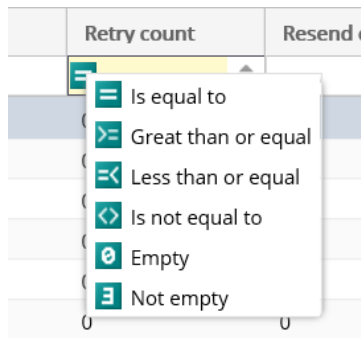 Retry count
Resend
Is equal to
Great than or equal
Less than or equal
Is not equal to
Empty
Not empty
0
0